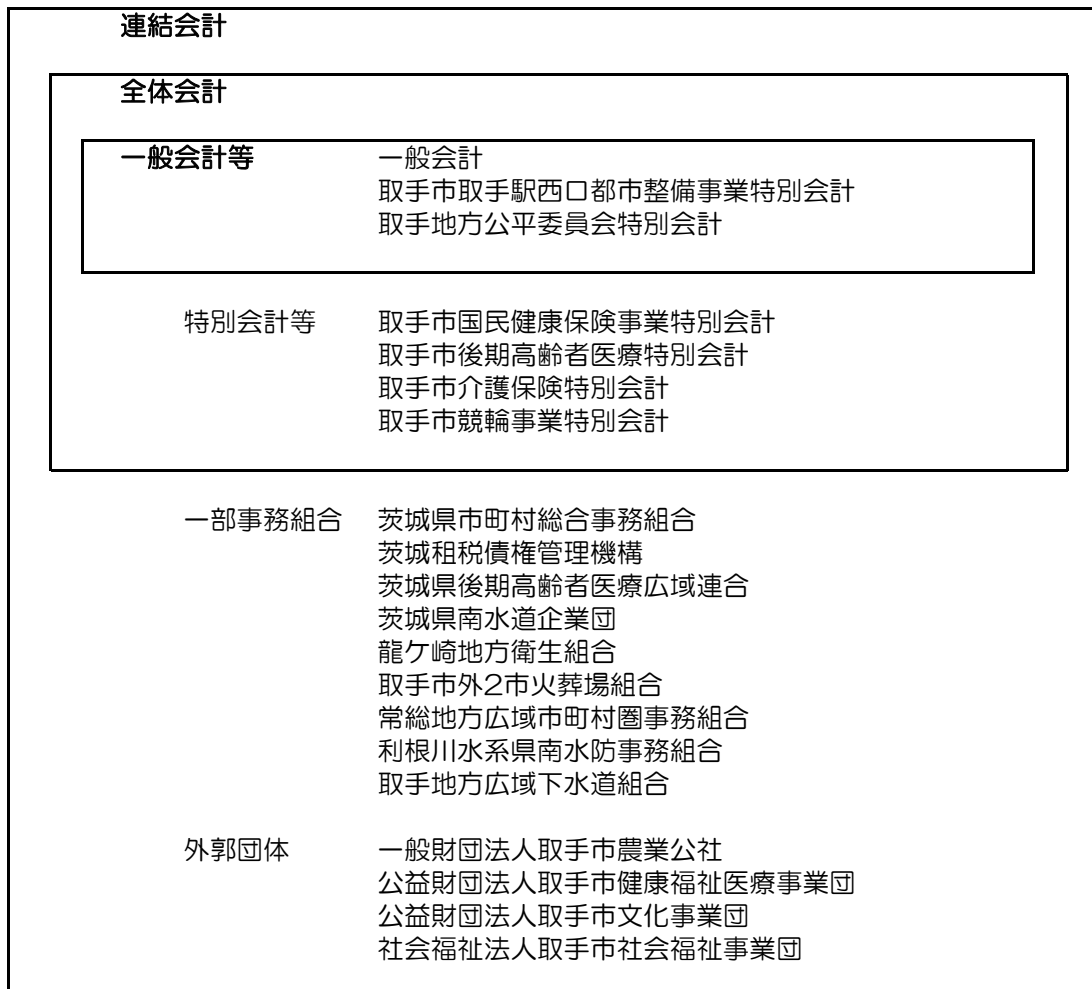 連結会計
全体会計
一般会計等 一般会計
取手市取手駅西口都市整備事業特別会計
取手地方公平委員会特別会計
特別会計等 取手市国民健康保険事業特別会計
取手市後期高齢者医療特別会計
取手市介護保険特別会計
取手市競輪事業特別会計
一部事務組合 茨城県市町村総合事務組合
茨城租税債権管理機構
茨城県後期高齢者医療広域連合
茨城県南水道企業団
龍ケ崎地方衛生組合
取手市外2市火葬場組合
常総地方広域市町村圏事務組合
利根川水系県南水防事務組合
取手地方広域下水道組合
外郭団体 一般財団法人取手市農業公社
公益財団法人取手市健康福祉医療事業団
公益財団法人取手市文化事業団
社会福祉法人取手市社会福祉事業団